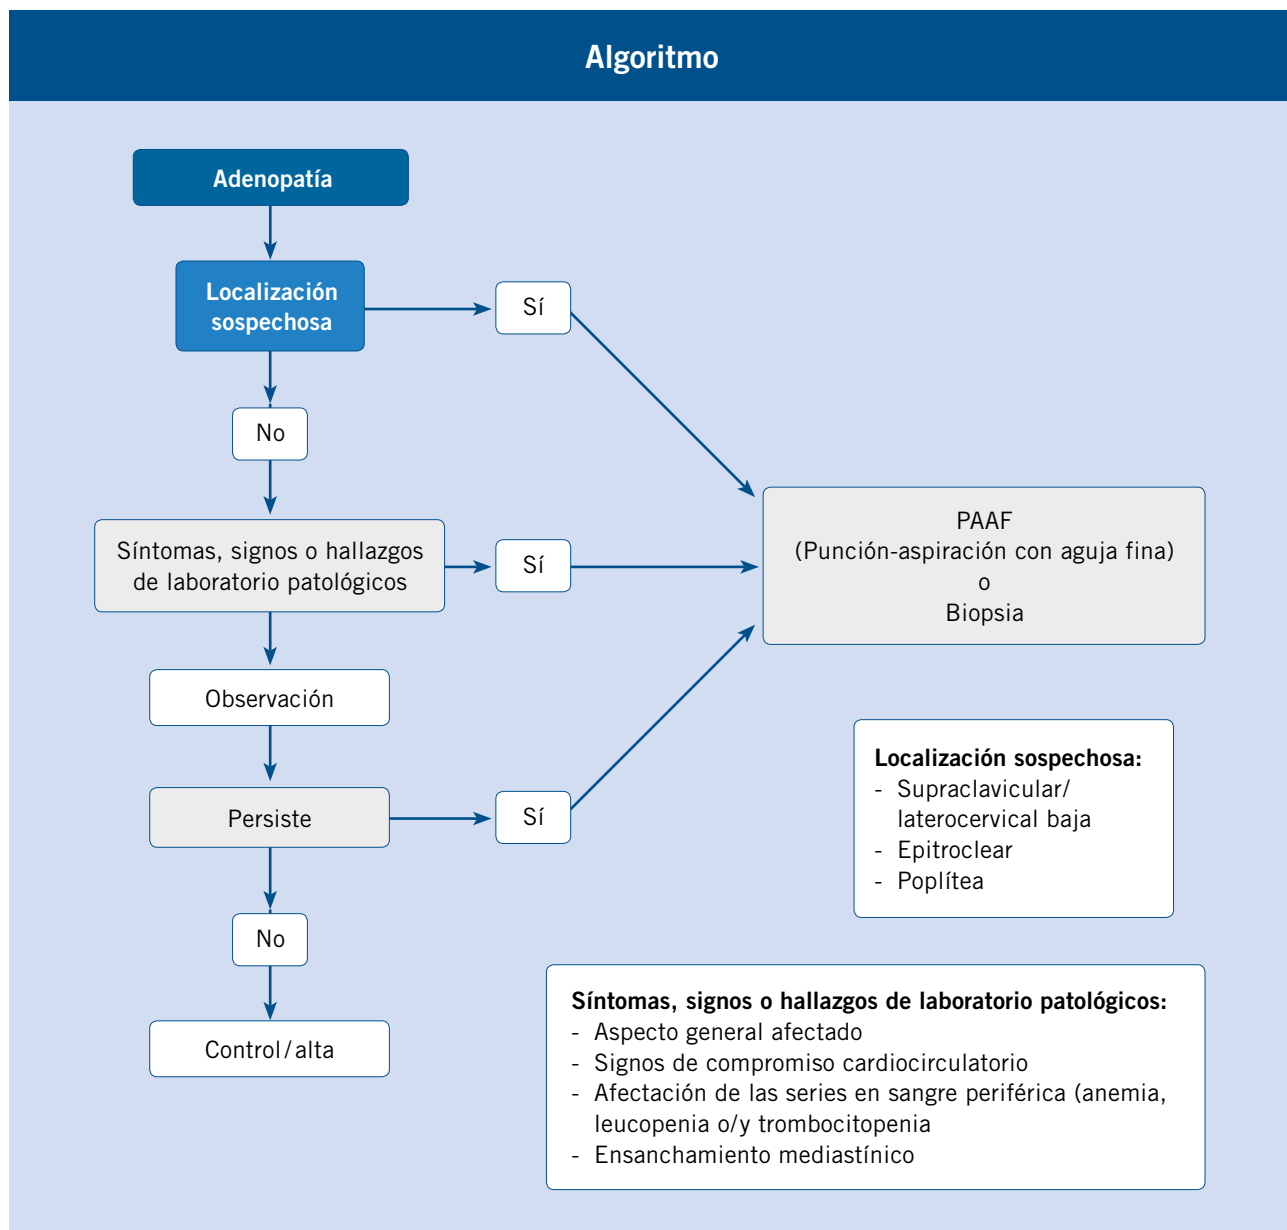 Algoritmo
Adenopatía
Localización
sospechosa
Sí
No
Síntomas, signos o hallazgos
de laboratorio patológicos
Sí
PAAF
(Punción-aspiración con aguja fina)
o
Biopsia
Observación
Persiste
Sí
No
Control/alta
Localización sospechosa:
- Supraclavicular/
laterocervical baja
- Epitroclear
- Poplítea
Síntomas, signos o hallazgos de laboratorio patológicos:
- Aspecto general afectado
- Signos de compromiso cardiocirculatorio
- Afectación de las series en sangre periférica (anemia,
leucopenia o/y trombocitopenia
- Ensanchamiento mediastínico